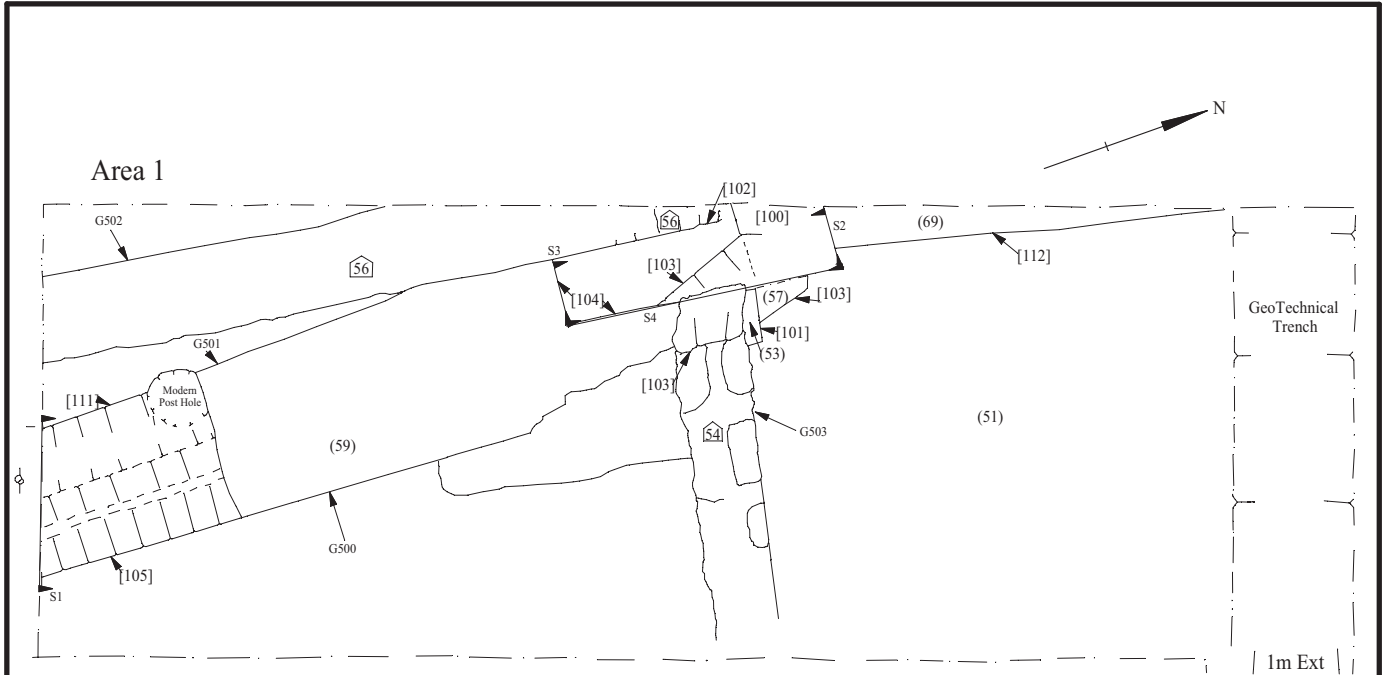 N
Area 1
[102]
G502
56
[100]
S2
(69)
56
S3
[103]
[112]
[104]
(57)
[103]
S4
GeoTechnical
Trench
G501
[101]
(53)
[103]
Modern
Post Hole
[111]
(59)
54
G503
(51)
G500
[105]
S1
1m Ext